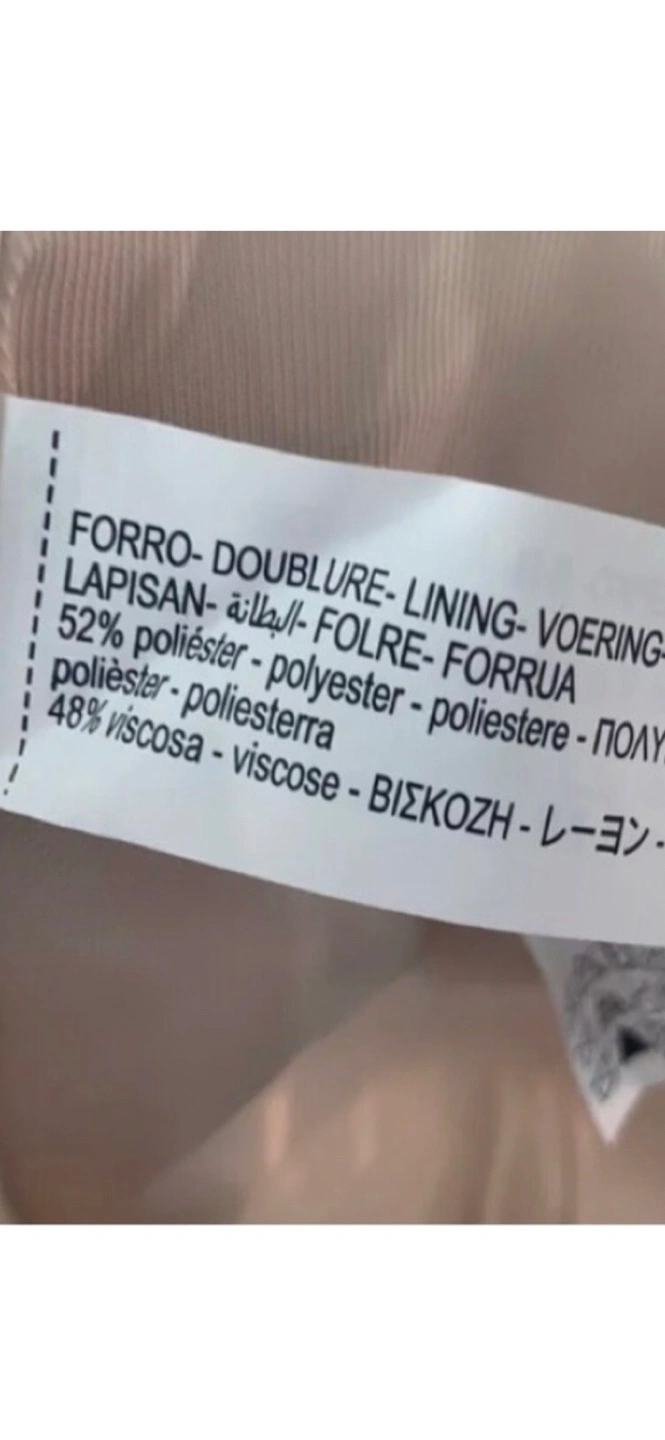 FORRO- DOUBLURE- LINING- VOERING-
LAPISAN- البطانة- FOLRE- FORRUA
52% poliéster - polyester - poliestere - ΠΟΛΥ
polièster - poliesterra
48% viscosa - viscose - ΒΙΣΚΟΖΗ - レーヨン -